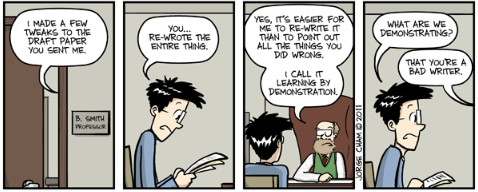 I MADE A FEW
TWEAKS TO THE
DRAFT PAPER
YOU SENT ME.
B. SMITH
PROFESSOR
YOU...
RE-WROTE THE
ENTIRE THING.
YES, IT'S EASIER FOR
ME TO RE-WRITE IT
THAN TO POINT OUT
ALL THE THINGS YOU
DID WRONG.
I CALL IT
LEARNING BY
DEMONSTRATION.
JORGE CHAM © 2011
WHAT ARE WE
DEMONSTRATING?
THAT YOU'RE A
BAD WRITER.